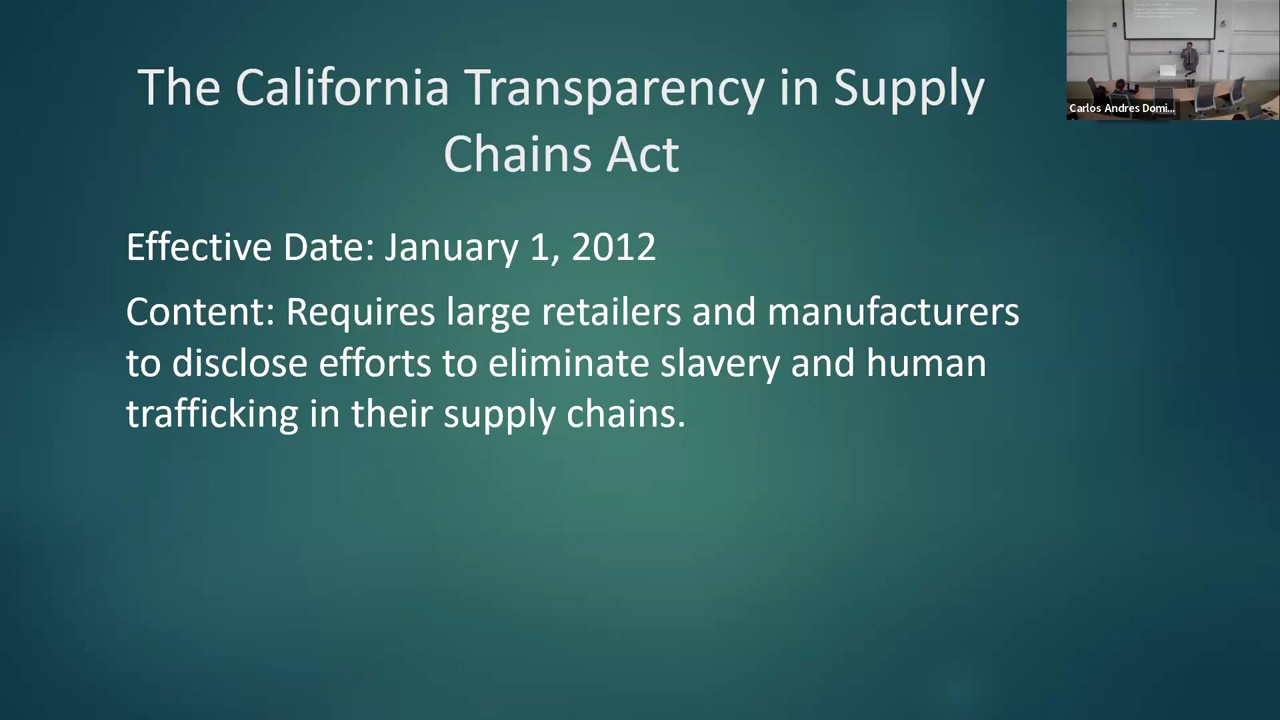 The California Transparency in Supply
Chains Act
Carlos Andres Domi...
Effective Date: January 1, 2012
Content: Requires large retailers and manufacturers
to disclose efforts to eliminate slavery and human
trafficking in their supply chains.